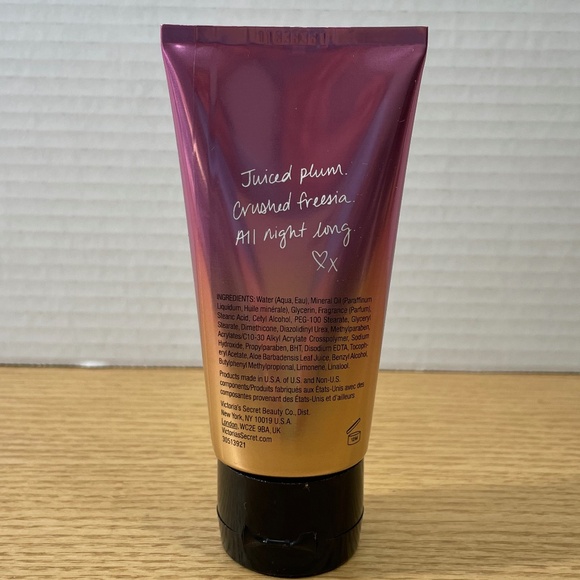 Juiced plum.
Crushed freesia.
All night long.
♡X
INGREDIENTS: Water (Aqua, Eau), Mineral Oil (Paraffinum
Liquidum, Huile minérale), Glycerin, Fragrance (Parfum),
Stearic Acid, Cetyl Alcohol, PEG-100 Stearate, Glyceryl
Stearate, Dimethicone, Diazolidinyl Urea, Methylparaben,
Acrylates/C10-30 Alkyl Acrylate Crosspolymer, Sodium
Hydroxide, Propylparaben, BHT, Disodium EDTA, Tocoph-
eryl Acetate, Aloe Barbadensis Leaf Juice, Benzyl Alcohol,
Butylphenyl Methylpropional, Limonene, Linalool.
Products made in U.S.A. of U.S. and Non-U.S.
components/Produits fabriqués aux États-Unis avec des
composantes provenant des États-Unis et d'ailleurs
Victoria's Secret Beauty Co., Dist.
New York, NY 10019 U.S.A.
London, WC2E 9BA, UK
VictoriasSecret.com
30513921
12M